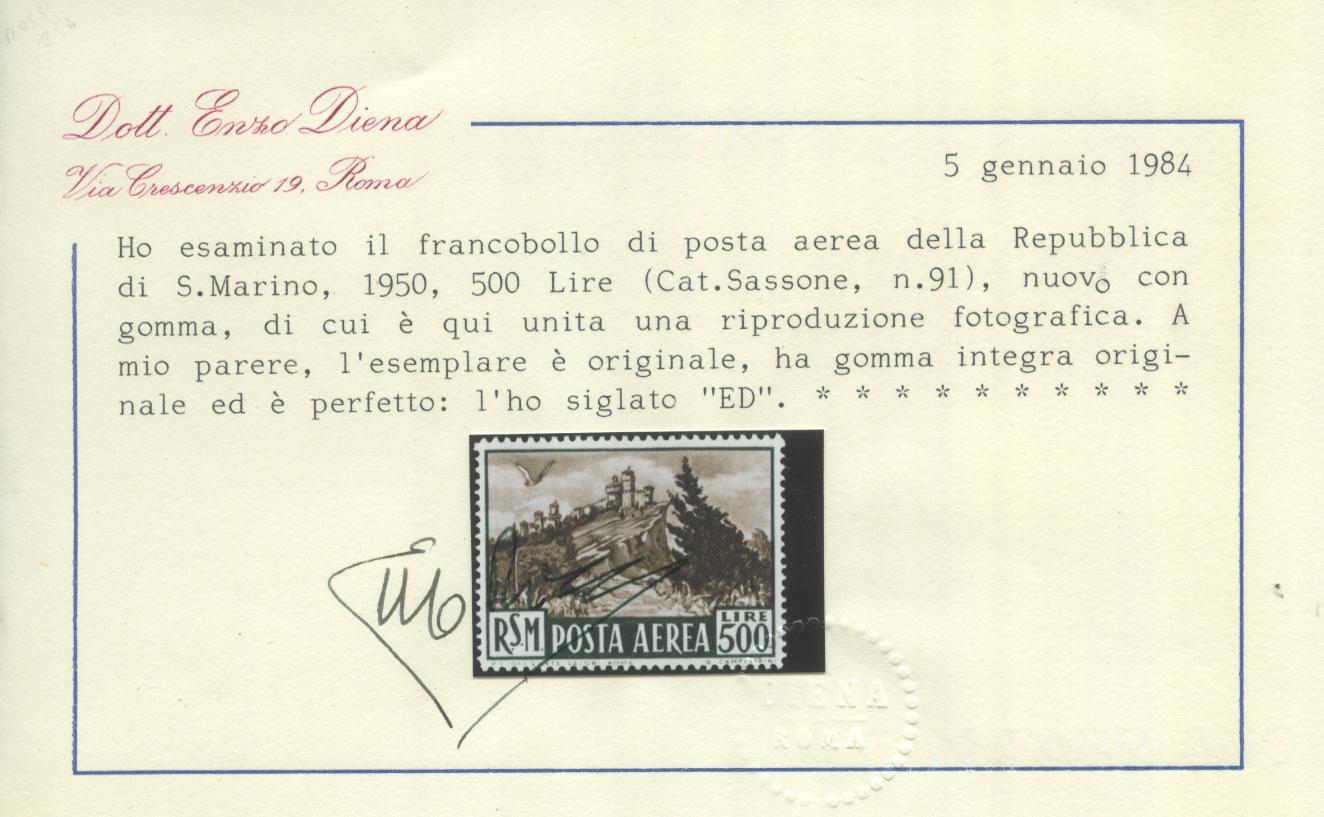 Dott. Enzo Diena
Via Crescenzio 19, Roma
5 gennaio 1984
Ho esaminato il francobollo di posta aerea della Repubblica
di S.Marino, 1950, 500 Lire (Cat.Sassone, n.91), nuovo con
gomma, di cui è qui unita una riproduzione fotografica. A
mio parere, l'esemplare è originale, ha gomma integra origi-
nale ed è perfetto: l'ho siglato "ED". * * * * * * * * * *
R.S.M. POSTA AEREA LIRE 500
ROMA